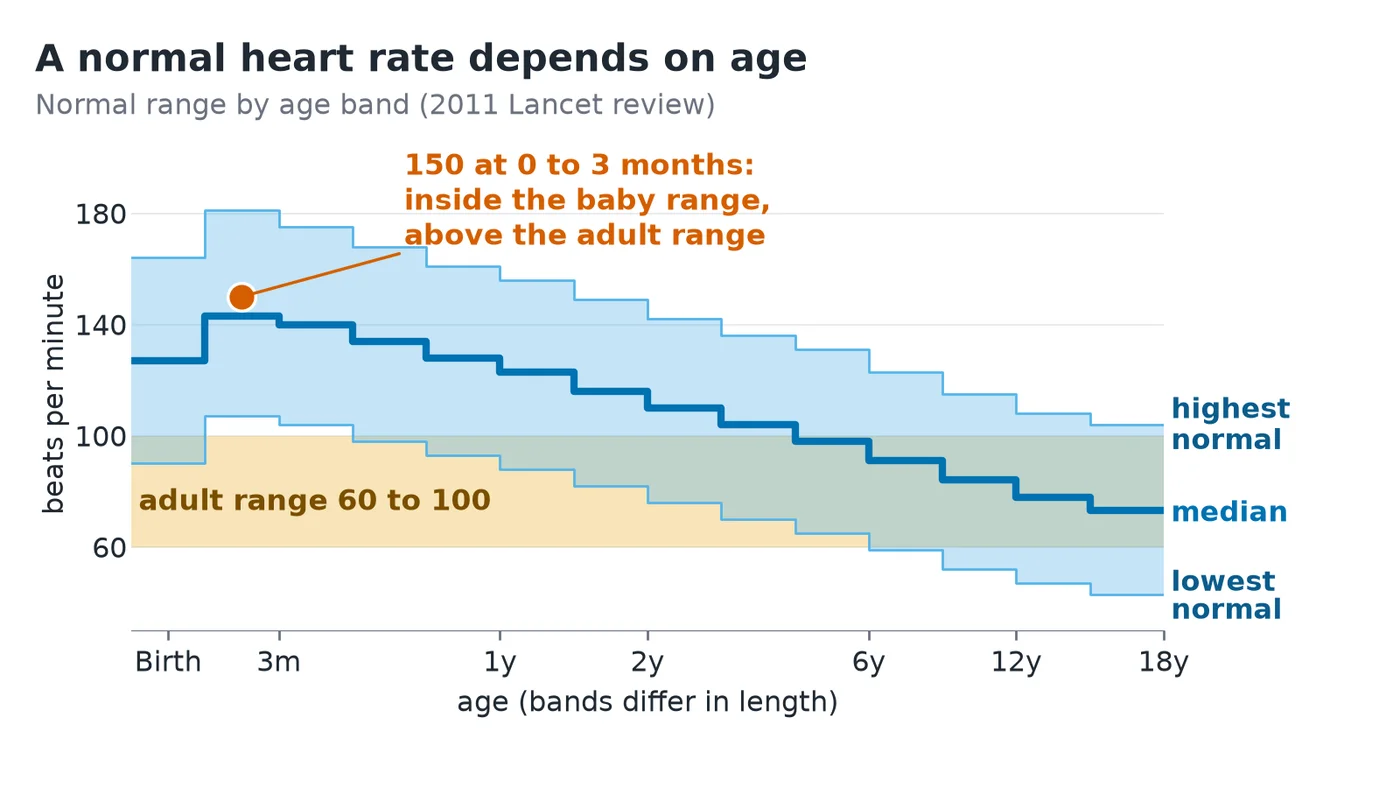 A normal heart rate depends on age
Normal range by age band (2011 Lancet review)
150 at 0 to 3 months:
inside the baby range,
above the adult range
180
140
100
60
beats per minute
adult range 60 to 100
highest
normal
median
lowest
normal
Birth
3m
1y
2y
6y
12y
18y
age (bands differ in length)